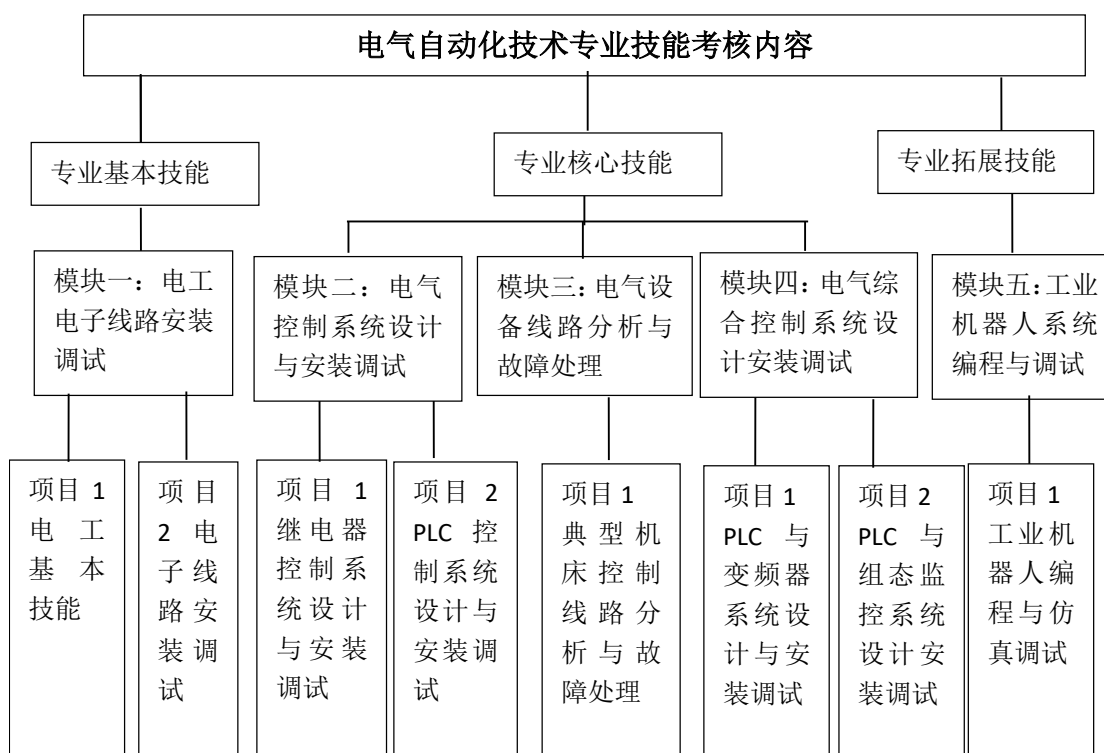 电气自动化技术专业技能考核内容
专业基本技能
专业核心技能
专业拓展技能
模块一：电工
电子线路安装
调试
模块二：电气
控制系统设计
与安装调试
模块三：电气设
备线路分析与
故障处理
模块四：电气综
合控制系统设
计安装调试
模块五：工业
机器人系统
编程与调试
项目 1
电工
基本
技能
项目
2 电
子线
路安
装调
试
项目 1
继电器
控制系
统设计
与安装
调试
项目 2
PLC 控
制系统
设计与
安装调
试
项目 1
典型机
床控制
线路分
析与故
障处理
项目 1
PLC 与
变频器
系统设
计与安
装调试
项目 2
PLC 与
组态监
控系统
设计安
装调试
项目 1
工业机
器人编
程与仿
真调试